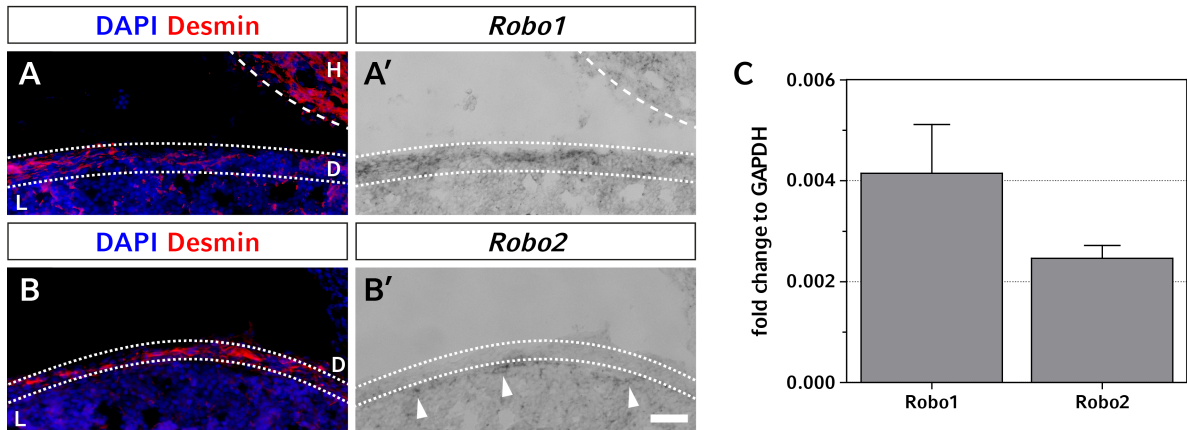 DAPI Desmin
Robo1
A
H
D
L
A′
DAPI Desmin
Robo2
B
D
L
B′
C
fold change to GAPDH
0.006
0.004
0.002
0.000
Robo1
Robo2